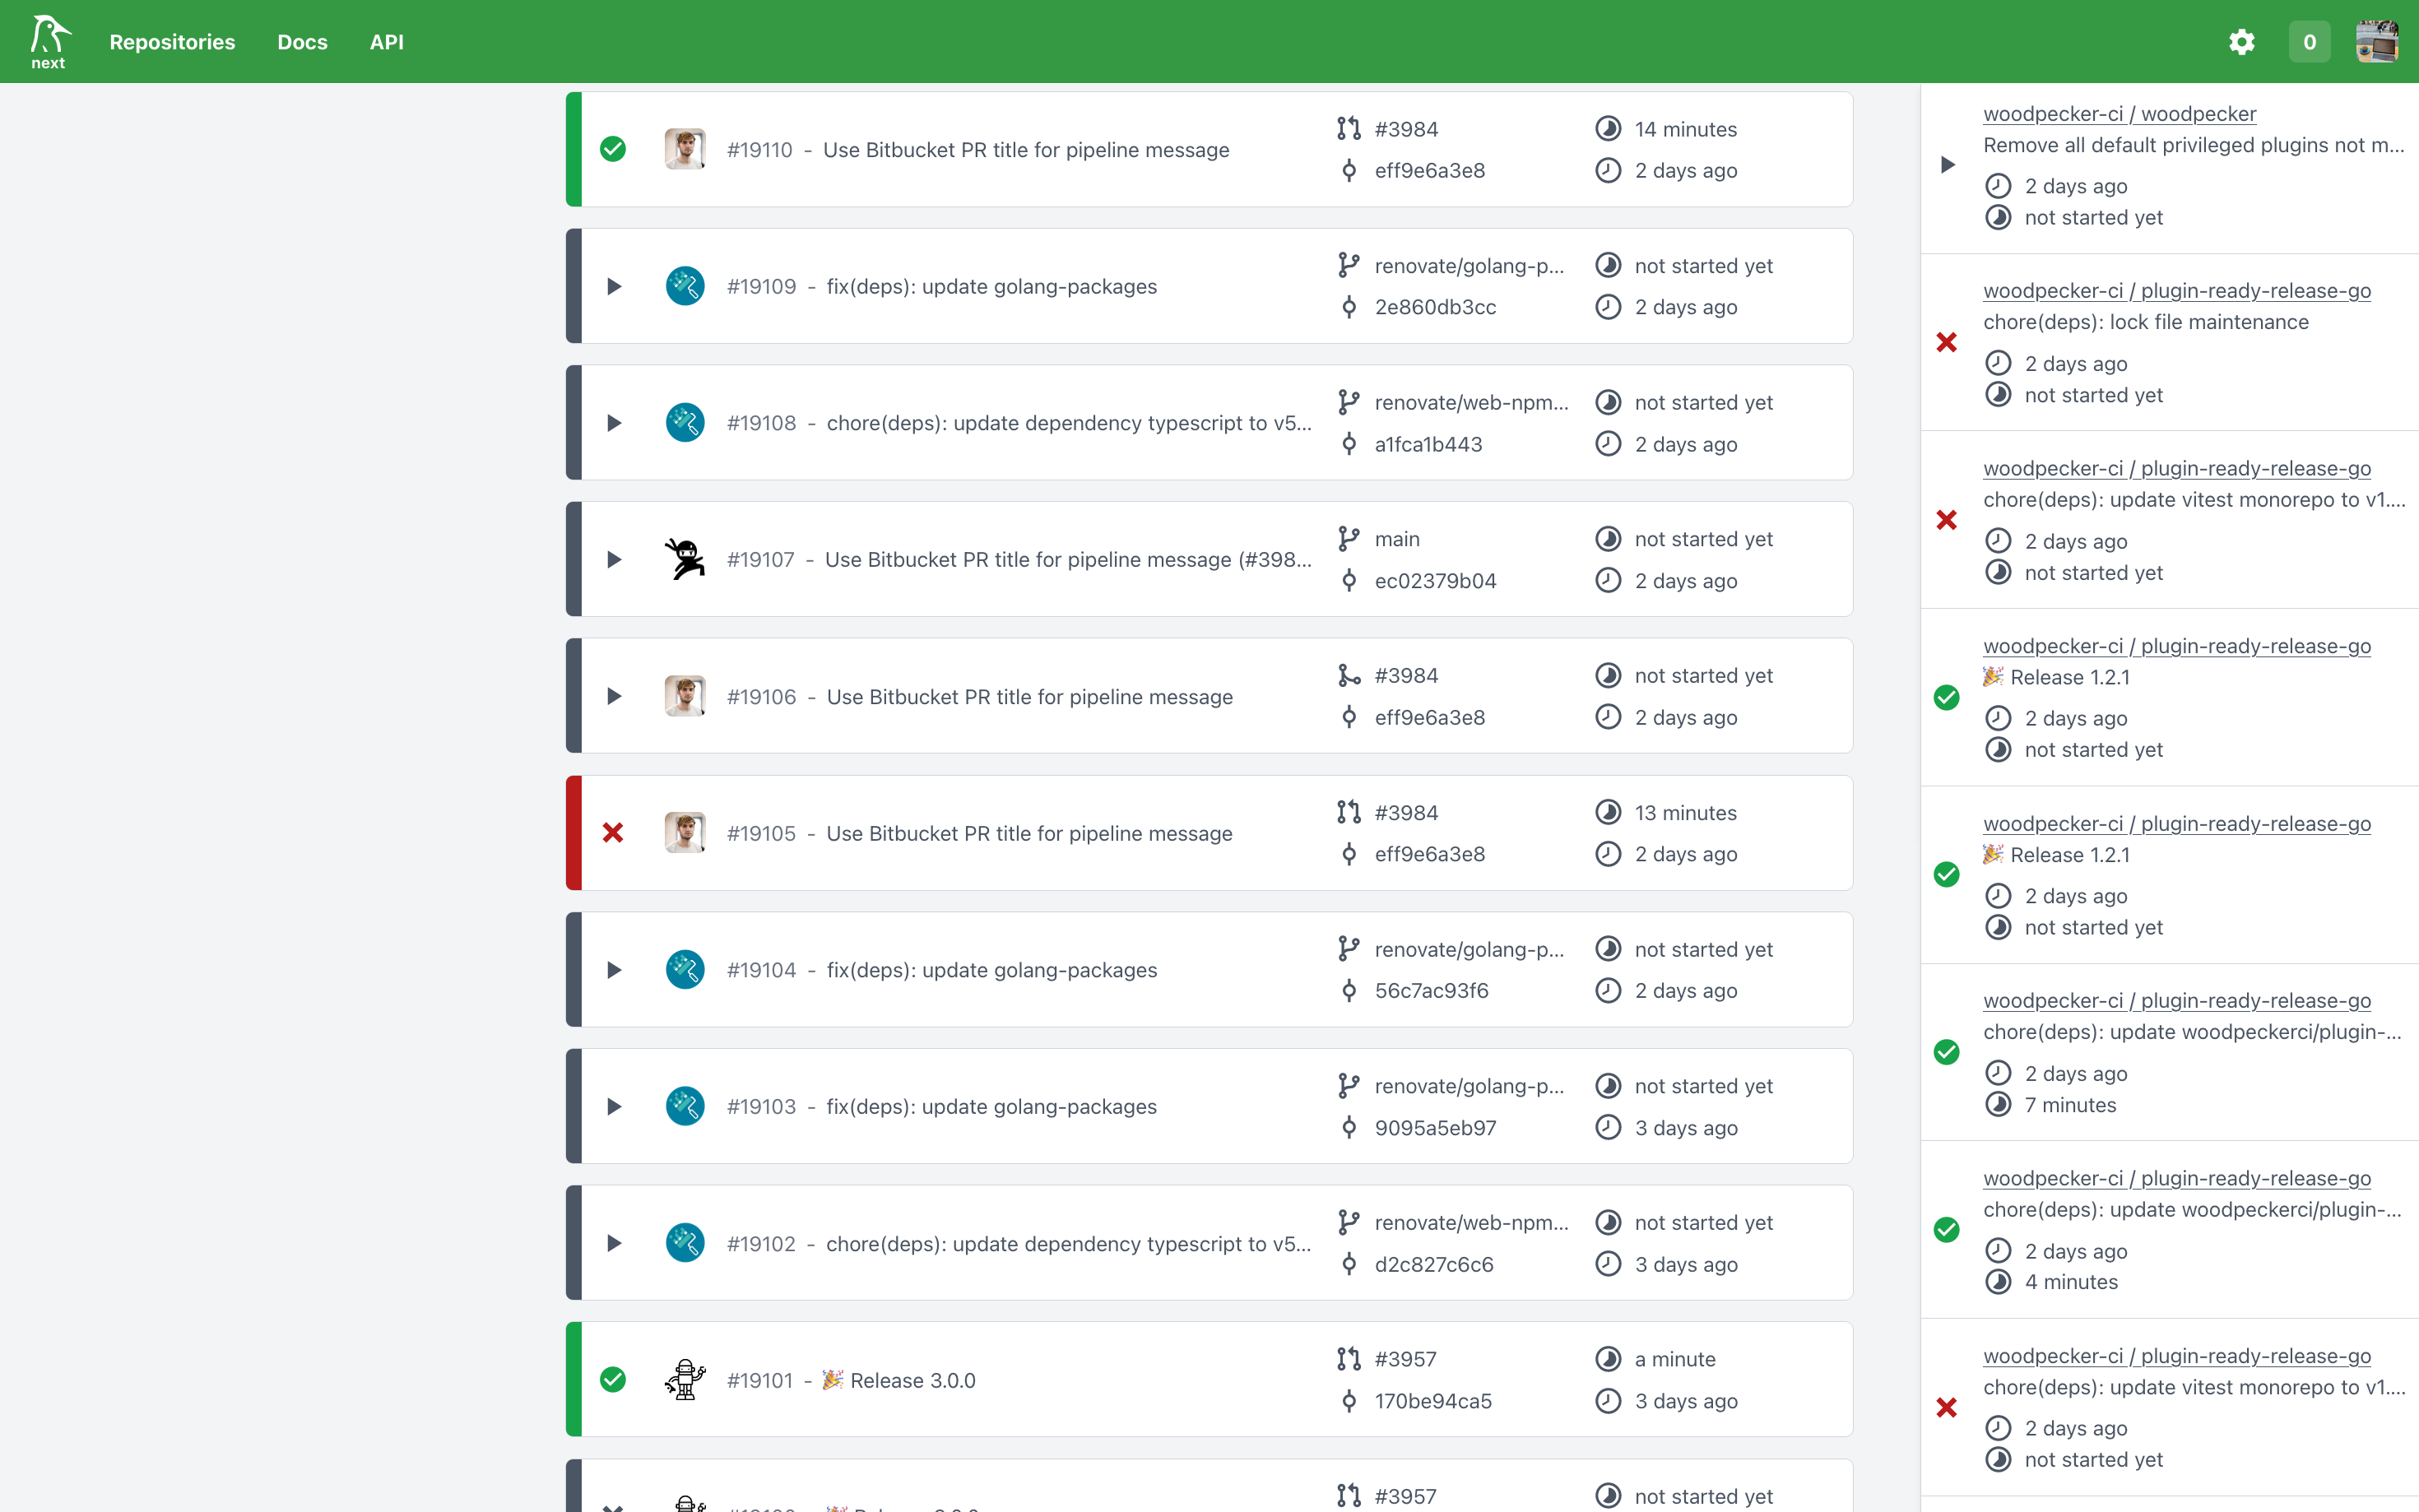 next
Repositories
Docs
API
0
#19110 - Use Bitbucket PR title for pipeline message
#3984
eff9e6a3e8
14 minutes
2 days ago
#19109 - fix(deps): update golang-packages
renovate/golang-p...
2e860db3cc
not started yet
2 days ago
#19108 - chore(deps): update dependency typescript to v5...
renovate/web-npm...
a1fca1b443
not started yet
2 days ago
#19107 - Use Bitbucket PR title for pipeline message (#398...
main
ec02379b04
not started yet
2 days ago
#19106 - Use Bitbucket PR title for pipeline message
#3984
eff9e6a3e8
not started yet
2 days ago
#19105 - Use Bitbucket PR title for pipeline message
#3984
eff9e6a3e8
13 minutes
2 days ago
#19104 - fix(deps): update golang-packages
renovate/golang-p...
56c7ac93f6
not started yet
2 days ago
#19103 - fix(deps): update golang-packages
renovate/golang-p...
9095a5eb97
not started yet
3 days ago
#19102 - chore(deps): update dependency typescript to v5...
renovate/web-npm...
d2c827c6c6
not started yet
3 days ago
#19101 - 🎉 Release 3.0.0
#3957
170be94ca5
a minute
3 days ago
#3957
not started yet
woodpecker-ci / woodpecker
Remove all default privileged plugins not m...
2 days ago
not started yet
woodpecker-ci / plugin-ready-release-go
chore(deps): lock file maintenance
2 days ago
not started yet
woodpecker-ci / plugin-ready-release-go
chore(deps): update vitest monorepo to v1....
2 days ago
not started yet
woodpecker-ci / plugin-ready-release-go
🎉 Release 1.2.1
2 days ago
not started yet
woodpecker-ci / plugin-ready-release-go
🎉 Release 1.2.1
2 days ago
not started yet
woodpecker-ci / plugin-ready-release-go
chore(deps): update woodpeckerci/plugin-...
2 days ago
7 minutes
woodpecker-ci / plugin-ready-release-go
chore(deps): update woodpeckerci/plugin-...
2 days ago
4 minutes
woodpecker-ci / plugin-ready-release-go
chore(deps): update vitest monorepo to v1....
2 days ago
not started yet